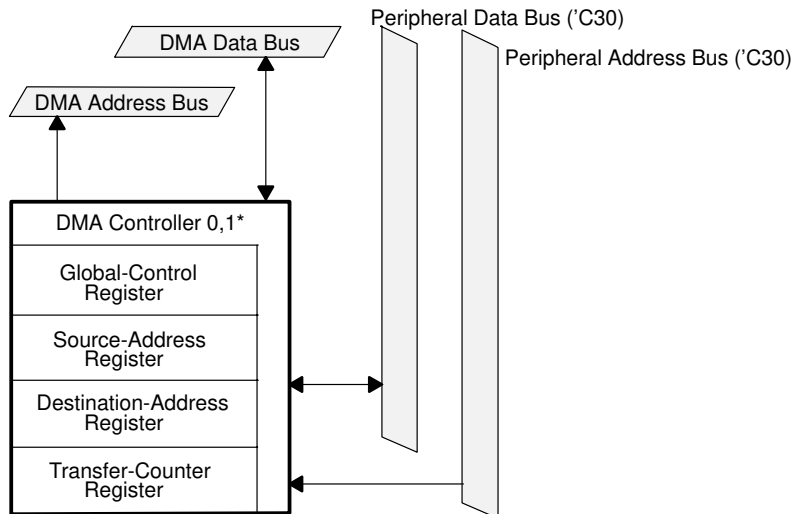 Peripheral Data Bus ('C30)
DMA Data Bus
Peripheral Address Bus ('C30)
DMA Address Bus
DMA Controller 0,1*
Global-Control
Register
Source-Address
Register
Destination-Address
Register
Transfer-Counter
Register